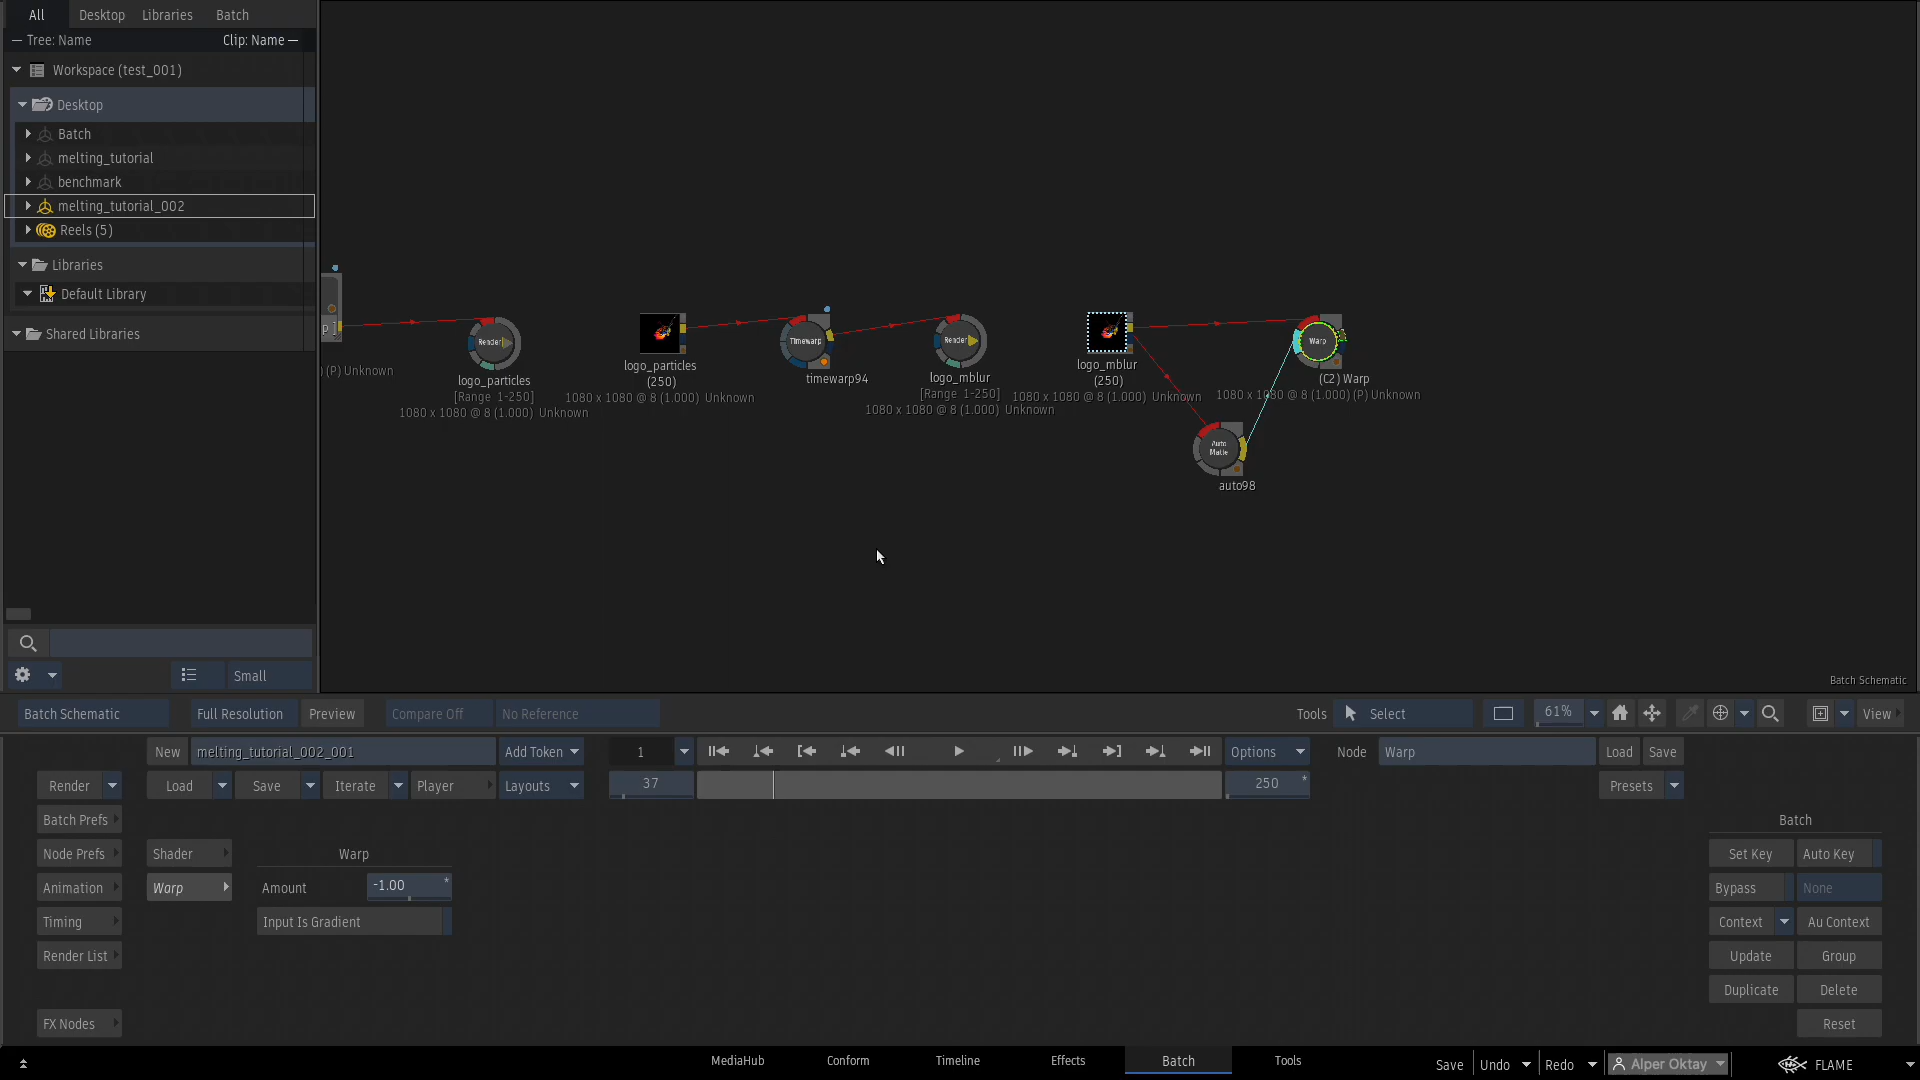 All Desktop Libraries Batch
Tree: Name Clip: Name
Workspace (test_001)
Desktop
Batch
melting_tutorial
benchmark
melting_tutorial_002
Reels (5)
Libraries
Default Library
Shared Libraries
Small
p j
) (P) Unknown
Render
logo_particles
[Range 1-250]
1080 x 1080 @ 8 (1.000) Unknown
logo_particles
(250)
1080 x 1080 @ 8 (1.000) Unknown
Timewarp
timewarp94
Render
logo_mblur
[Range 1-250]
1080 x 1080 @ 8 (1.000) Unknown
logo_mblur
(250)
1080 x 1080 @ 8 (1.000) Unknown
Warp
(C2) Warp
1080 x 1080 @ 8 (1.000) (P) Unknown
Auto
Matte
auto98
Batch Schematic
Batch Schematic Full Resolution Preview Compare Off No Reference Tools Select 61% View
New melting_tutorial_002_001 Add Token 1 Options Node Warp Load Save
Render Load Save Iterate Player Layouts 37 250 * Presets
Batch Prefs Batch
Node Prefs Shader Warp Set Key Auto Key
Animation Warp Amount -1.00 * Bypass None
Timing Input Is Gradient Context Au Context
Render List Update Group
Duplicate Delete
FX Nodes Reset
MediaHub Conform Timeline Effects Batch Tools Save Undo Redo Alper Oktay FLAME